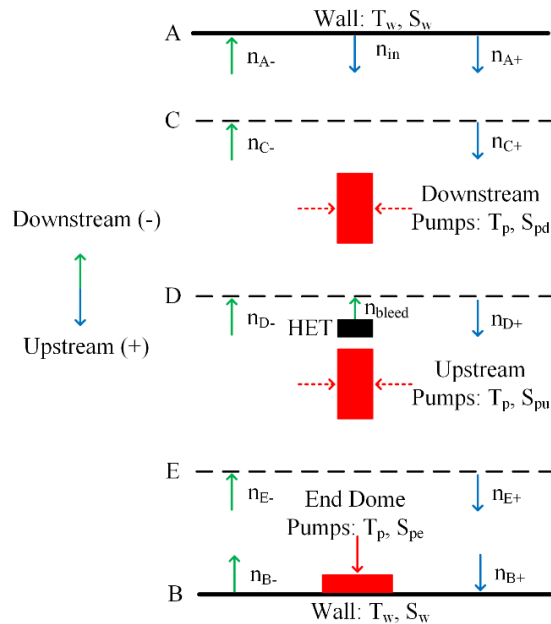 Wall: T_w, S_w
A
n_A-
n_in
n_A+
C
n_C-
n_C+
Downstream
Pumps: T_p, S_pd
Downstream (-)
Upstream (+)
D
n_D-
n_bleed
HET
n_D+
Upstream
Pumps: T_p, S_pu
E
n_E-
n_E+
End Dome
Pumps: T_p, S_pe
n_B-
n_B+
B
Wall: T_w, S_w